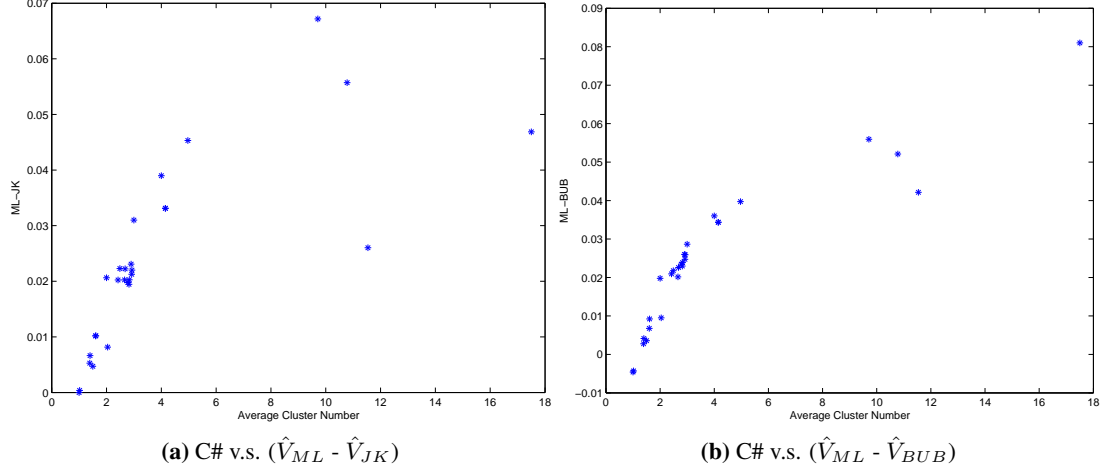 0.07
0.06
0.05
0.04
0.03
0.02
0.01
0
ML−JK
0 2 4 6 8 10 12 14 16 18
Average Cluster Number
(a) C# v.s. (V̂_ML - V̂_JK)
0.09
0.08
0.07
0.06
0.05
0.04
0.03
0.02
0.01
0
−0.01
ML−BUB
0 2 4 6 8 10 12 14 16 18
Average Cluster Number
(b) C# v.s. (V̂_ML - V̂_BUB)